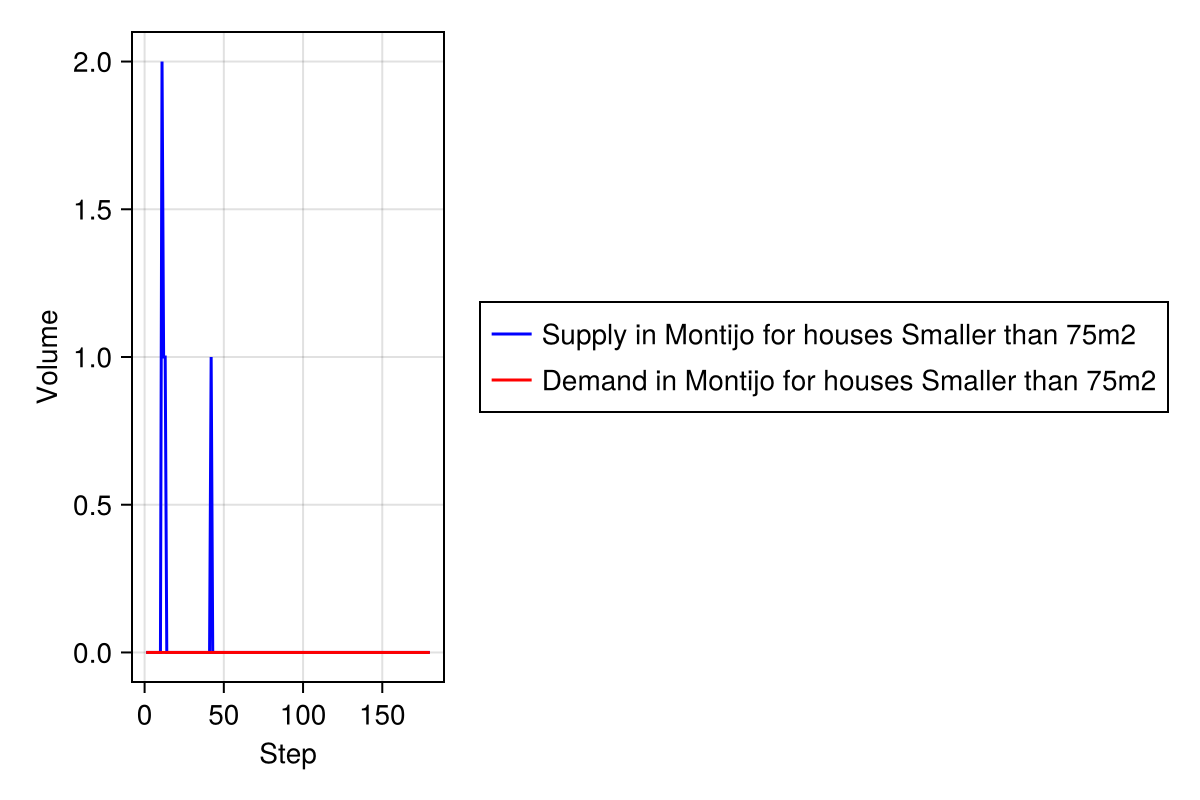 2.0
1.5
1.0
0.5
0.0
Volume
0 50 100 150
Step
Supply in Montijo for houses Smaller than 75m2
Demand in Montijo for houses Smaller than 75m2